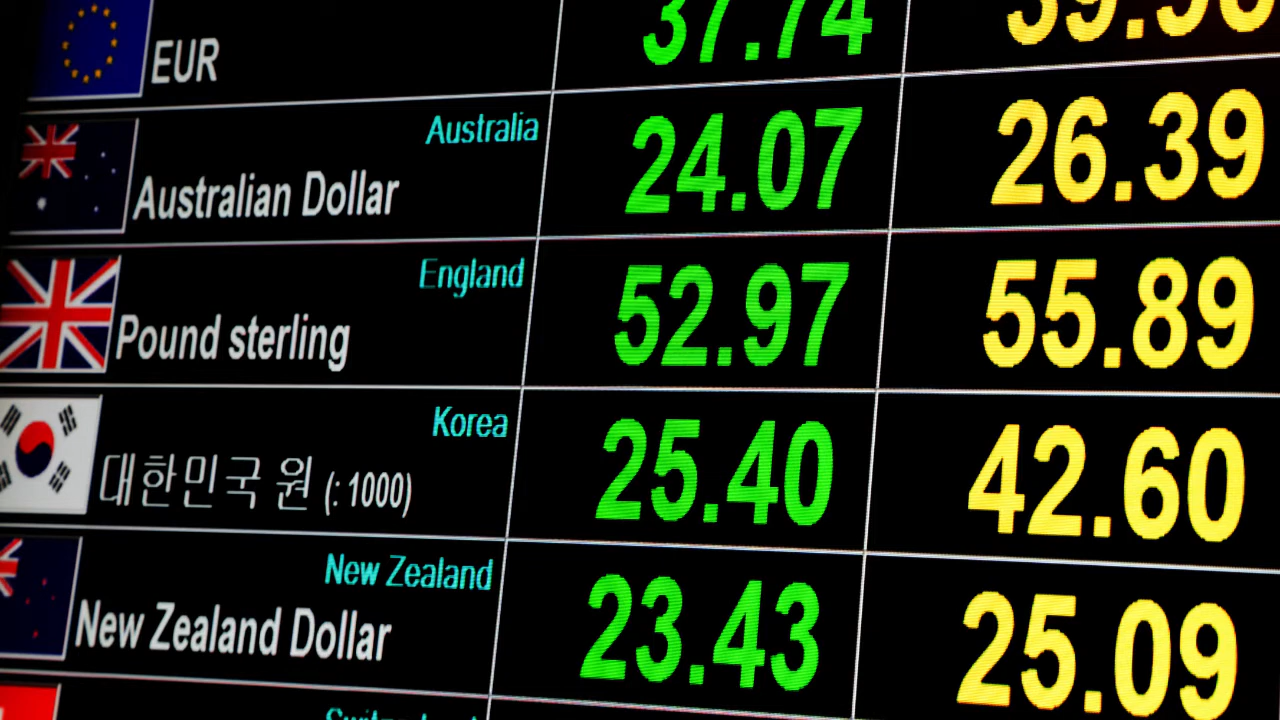 EUR 37.74
Australia
Australian Dollar 24.07 26.39
England
Pound sterling 52.97 55.89
Korea
대한민국 원 (: 1000) 25.40 42.60
New Zealand
New Zealand Dollar 23.43 25.09